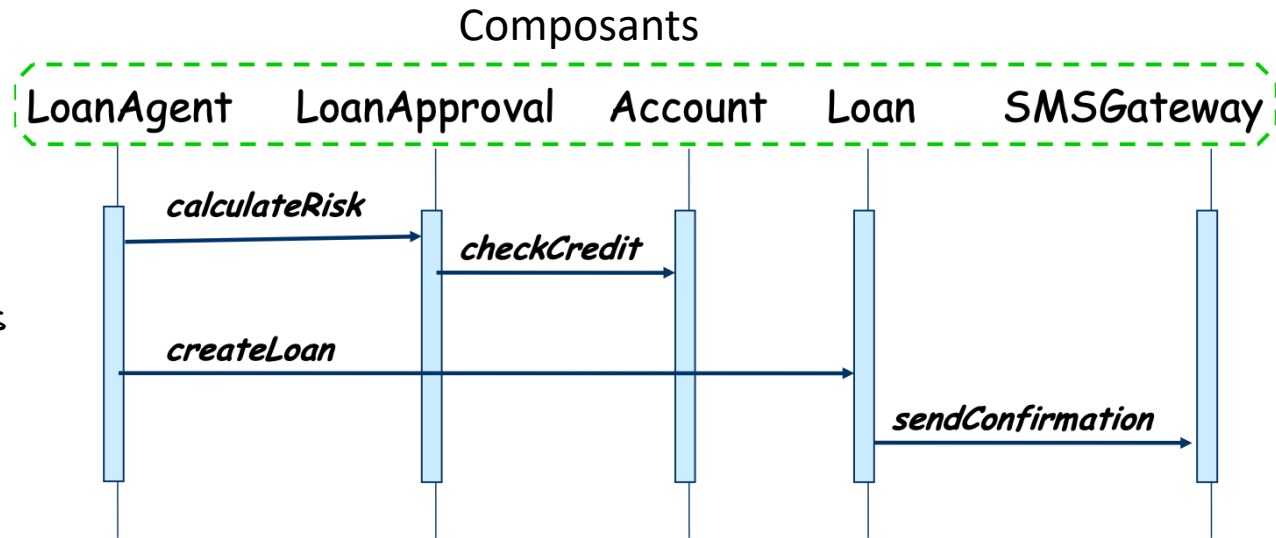 Composants
LoanAgent LoanApproval Account Loan SMSGateway
calculateRisk
checkCredit
createLoan
sendConfirmation